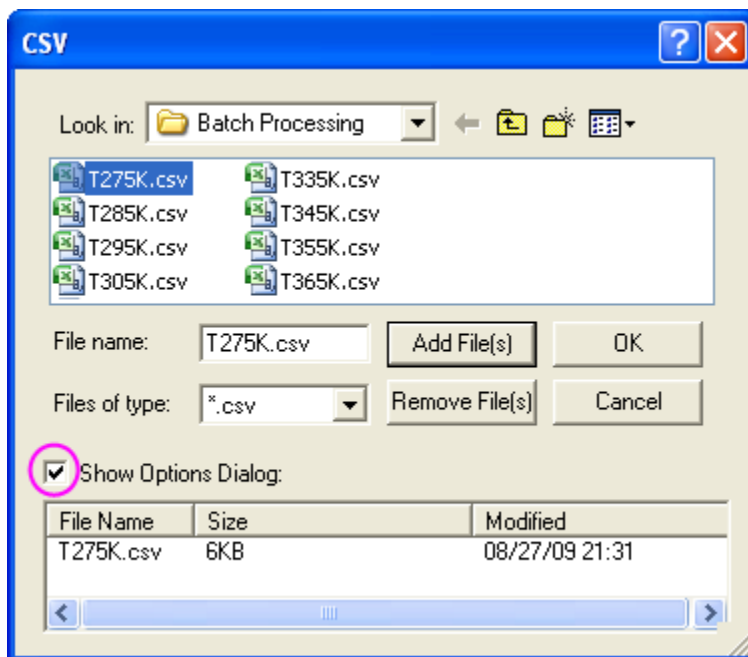 CSV
Look in: Batch Processing
T275K.csv T335K.csv
T285K.csv T345K.csv
T295K.csv T355K.csv
T305K.csv T365K.csv
File name: T275K.csv Add File(s) OK
Files of type: *.csv Remove File(s) Cancel
Show Options Dialog:
File Name Size Modified
T275K.csv 6KB 08/27/09 21:31